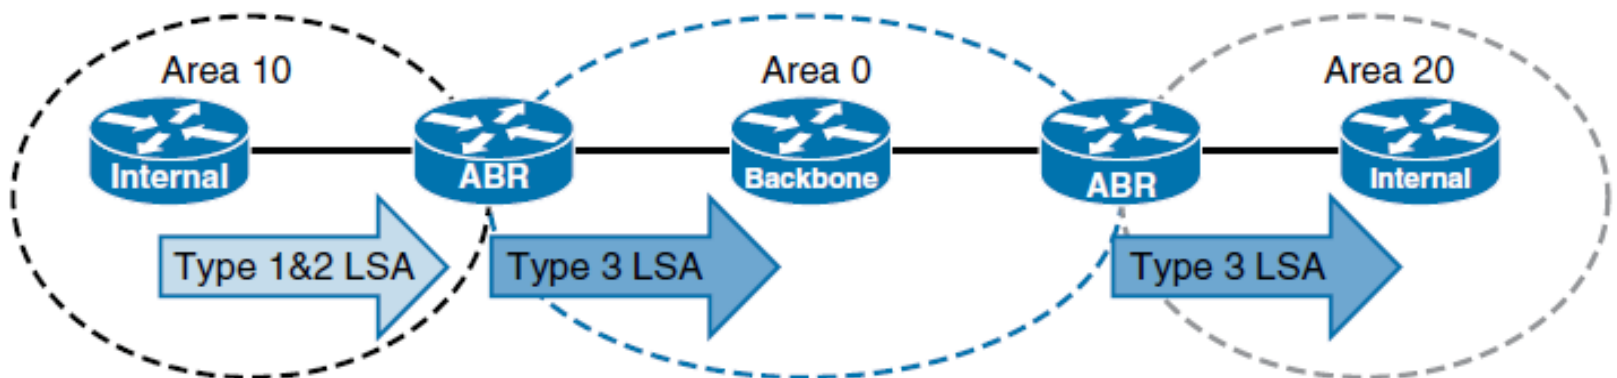 Area 10
Area 0
Area 20
Internal
ABR
Backbone
ABR
Internal
Type 1&2 LSA
Type 3 LSA
Type 3 LSA